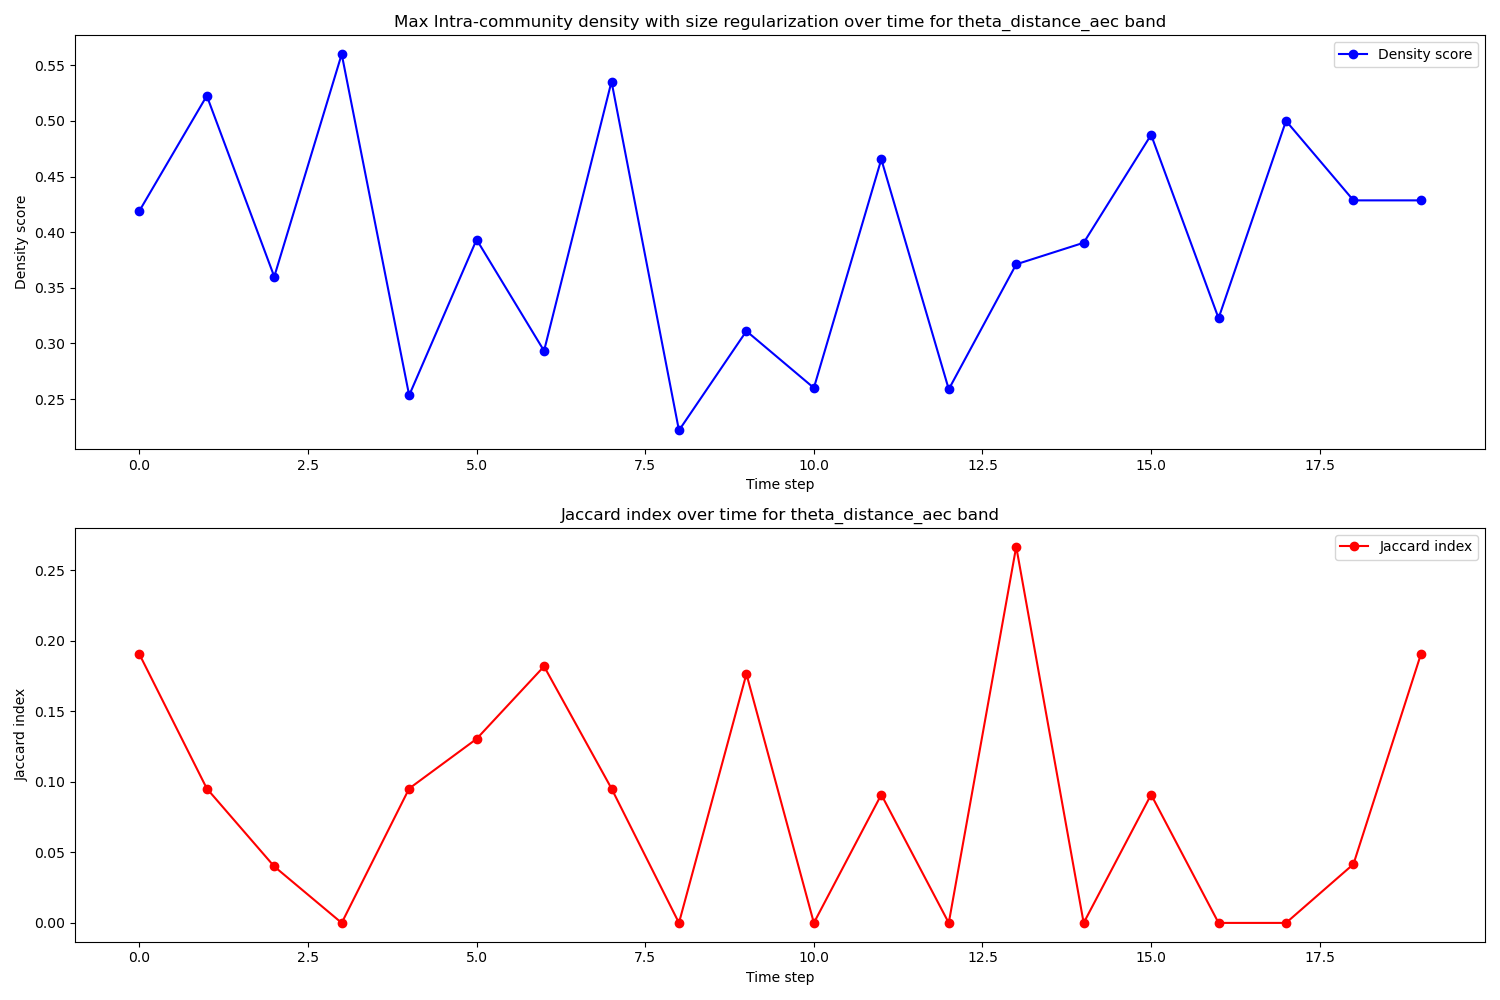 Max Intra-community density with size regularization over time for theta_distance_aec band
Density score
0.55
0.50
0.45
0.40
0.35
0.30
0.25
Density score
0.0 2.5 5.0 7.5 10.0 12.5 15.0 17.5
Time step
Jaccard index over time for theta_distance_aec band
Jaccard index
0.25
0.20
0.15
0.10
0.05
0.00
Jaccard index
0.0 2.5 5.0 7.5 10.0 12.5 15.0 17.5
Time step